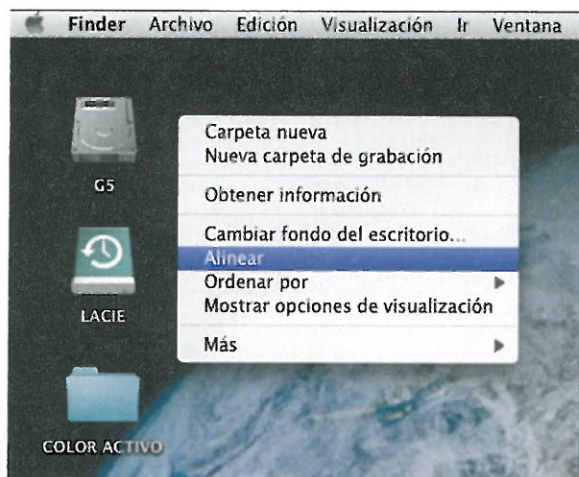 Finder Archivo Edición Visualización Ir Ventana
G5
LACIE
COLOR ACTIVO
Carpeta nueva
Nueva carpeta de grabación
Obtener información
Cambiar fondo del escritorio...
Alinear
Ordenar por
Mostrar opciones de visualización
Más